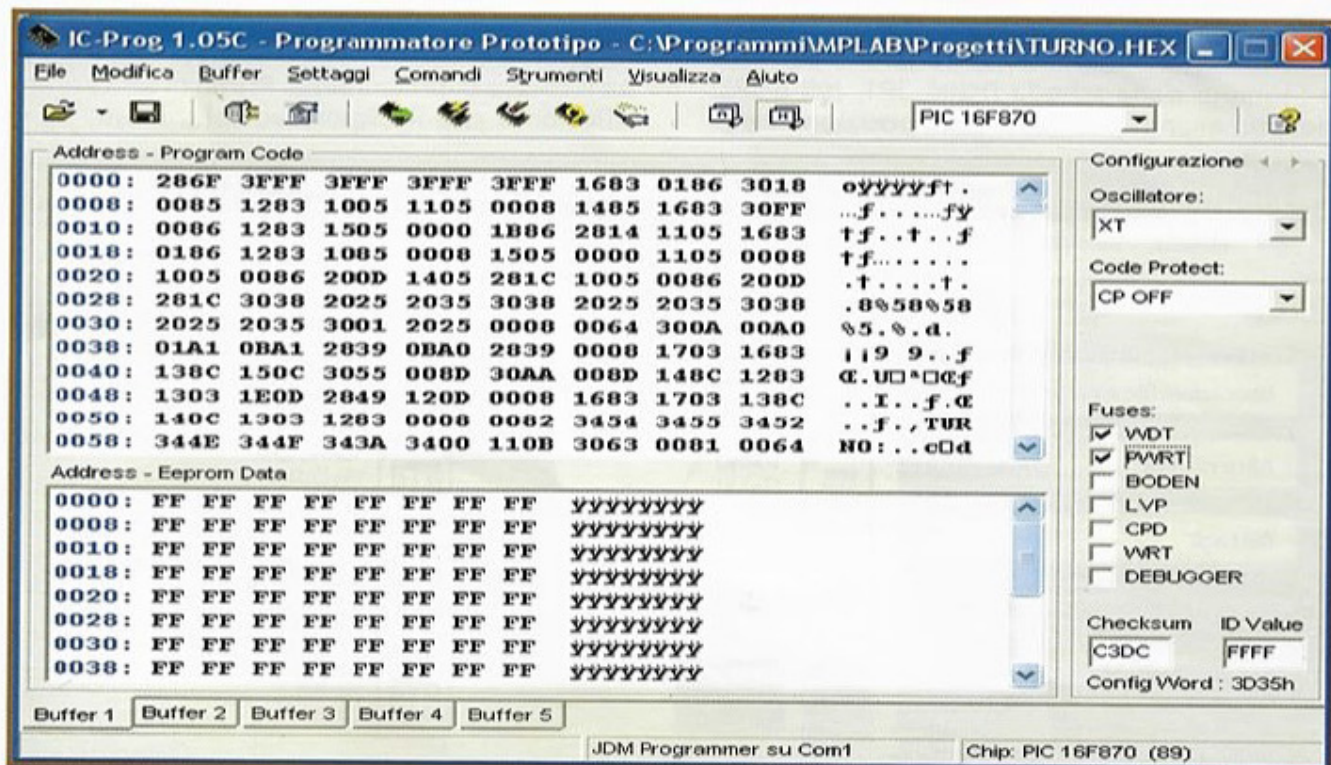 IC-Prog 1.05C - Programmatore Prototipo - C:\Programmi\MPLAB\Progetti\TURNO.HEX
File Modifica Buffer Settaggi Comandi Strumenti Visualizza Aiuto
PIC 16F870
Address - Program Code
0000: 286F 3FFF 3FFF 3FFF 3FFF 1683 0186 3018 oÿÿÿÿƒ†.
0008: 0085 1283 1005 1105 0008 1485 1683 30FF …ƒ....…ƒÿ
0010: 0086 1283 1505 0000 1B86 2814 1105 1683 †ƒ..†..ƒ
0018: 0186 1283 1085 0008 1505 0000 1105 0008 †ƒ….....
0020: 1005 0086 200D 1405 281C 1005 0086 200D .†....†.
0028: 281C 3038 2025 2035 3038 2025 2035 3038 .8%58%58
0030: 2025 2035 3001 2025 0008 0064 300A 00A0 %5.%.d.
0038: 01A1 0BA1 2839 0BA0 2839 0008 1703 1683 ¡¡9 9..ƒ
0040: 138C 150C 3055 008D 30AA 008D 148C 1283 Œ.U□ª□Œƒ
0048: 1303 1E0D 2849 120D 0008 1683 1703 138C ..I..ƒ.Œ
0050: 140C 1303 1283 0008 0082 3454 3455 3452 ..ƒ.‚TUR
0058: 344E 344F 343A 3400 110B 3063 0081 0064 NO:..c□d
Address - Eeprom Data
0000: FF FF FF FF FF FF FF FF ÿÿÿÿÿÿÿÿ
0008: FF FF FF FF FF FF FF FF ÿÿÿÿÿÿÿÿ
0010: FF FF FF FF FF FF FF FF ÿÿÿÿÿÿÿÿ
0018: FF FF FF FF FF FF FF FF ÿÿÿÿÿÿÿÿ
0020: FF FF FF FF FF FF FF FF ÿÿÿÿÿÿÿÿ
0028: FF FF FF FF FF FF FF FF ÿÿÿÿÿÿÿÿ
0030: FF FF FF FF FF FF FF FF ÿÿÿÿÿÿÿÿ
0038: FF FF FF FF FF FF FF FF ÿÿÿÿÿÿÿÿ
Configurazione
Oscillatore:
XT
Code Protect:
CP OFF
Fuses:
WDT
PWRT
BODEN
LVP
CPD
WRT
DEBUGGER
Checksum ID Value
C3DC FFFF
Config Word : 3D35h
Buffer 1 Buffer 2 Buffer 3 Buffer 4 Buffer 5
JDM Programmer su Com1 Chip: PIC 16F870 (89)